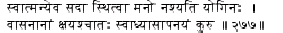 स्वात्मन्येव सदा स्थित्वा मनो नश्यति योगिनः ।
वासनानां क्षयश्चातः स्वाध्यासापनयं कुरु ॥ २७७॥